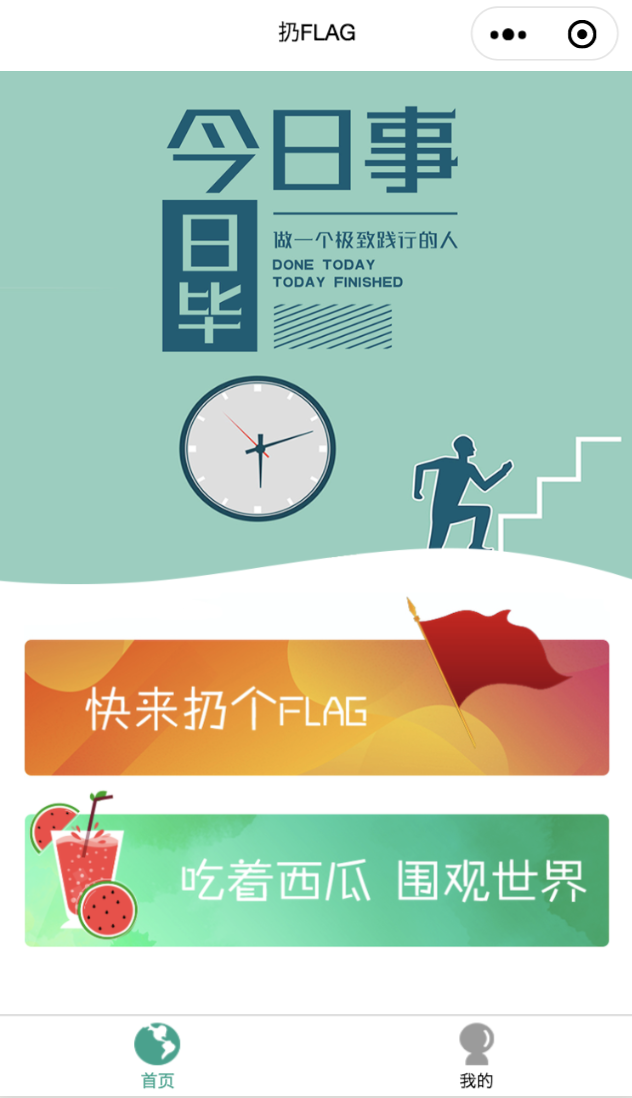 扔FLAG
今日事
日毕
做一个极致践行的人
DONE TODAY
TODAY FINISHED
快来扔个FLAG
吃着西瓜 围观世界
首页
我的